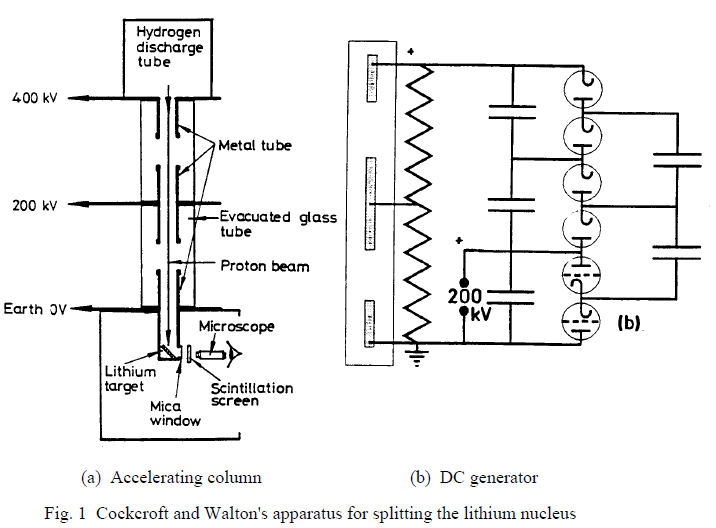 Hydrogen
discharge
tube
400 kV
Metal tube
200 kV
Evacuated glass
tube
Proton beam
Earth 0V
Microscope
Lithium
target
Scintillation
screen
Mica
window
+
+
200
kV
(b)
(a) Accelerating column
(b) DC generator
Fig. 1 Cockcroft and Walton's apparatus for splitting the lithium nucleus